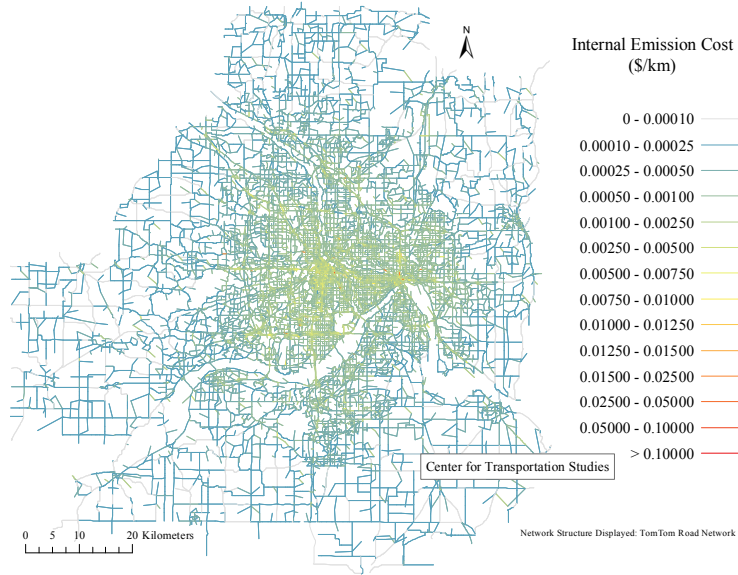 N
Internal Emission Cost
($/km)
0 - 0.00010
0.00010 - 0.00025
0.00025 - 0.00050
0.00050 - 0.00100
0.00100 - 0.00250
0.00250 - 0.00500
0.00500 - 0.00750
0.00750 - 0.01000
0.01000 - 0.01250
0.01250 - 0.01500
0.01500 - 0.02500
0.02500 - 0.05000
0.05000 - 0.10000
> 0.10000
Center for Transportation Studies
Network Structure Displayed: TomTom Road Network
0 5 10 20 Kilometers